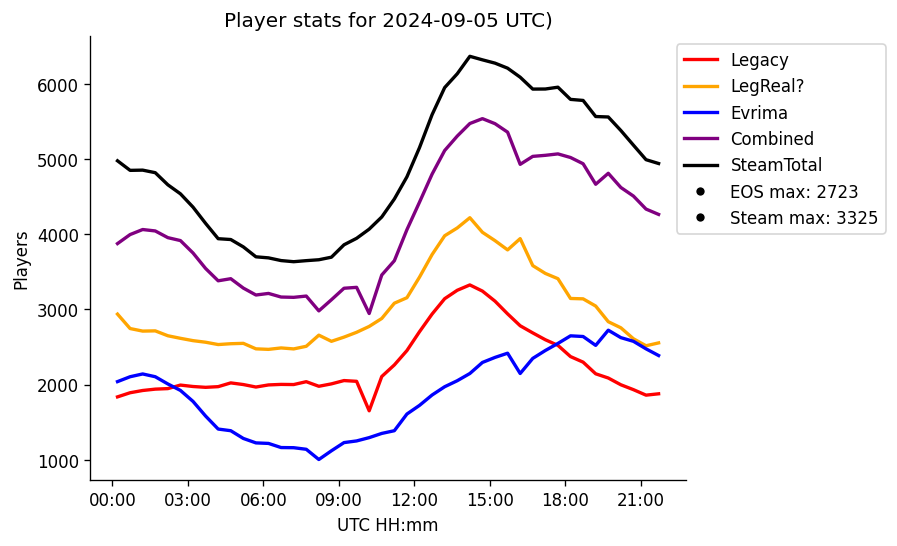 Player stats for 2024-09-05 UTC)
Legacy
LegReal?
Evrima
Combined
SteamTotal
EOS max: 2723
Steam max: 3325
Players
6000
5000
4000
3000
2000
1000
00:00 03:00 06:00 09:00 12:00 15:00 18:00 21:00
UTC HH:mm